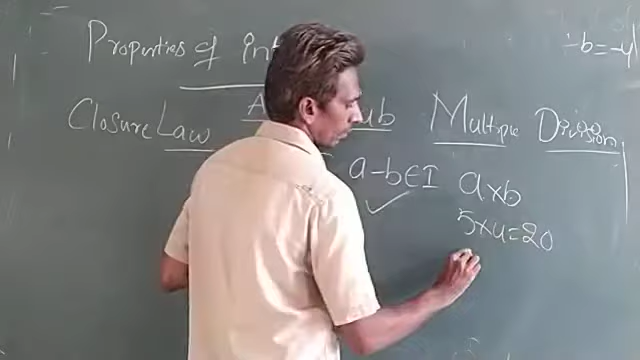 Properties of int
-b=-4
Closure Law A ub Multiple Division
a-b∈I a×b
5×4=20